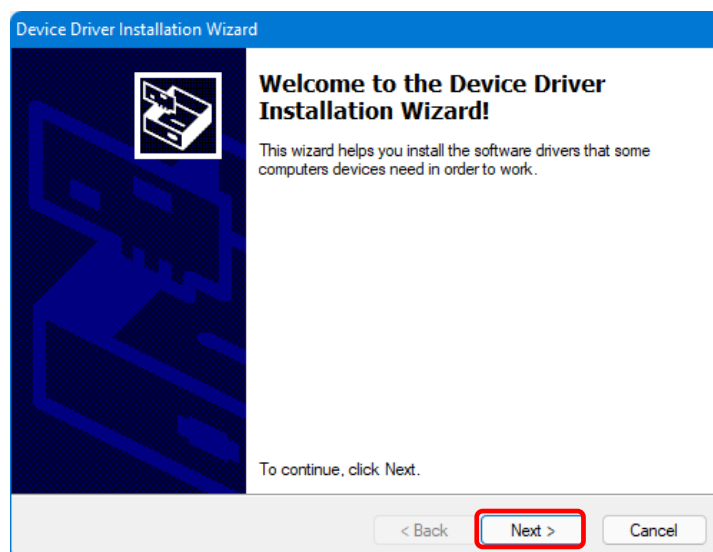 Device Driver Installation Wizard
Welcome to the Device Driver
Installation Wizard!
This wizard helps you install the software drivers that some
computers devices need in order to work.
To continue, click Next.
< Back
Next >
Cancel